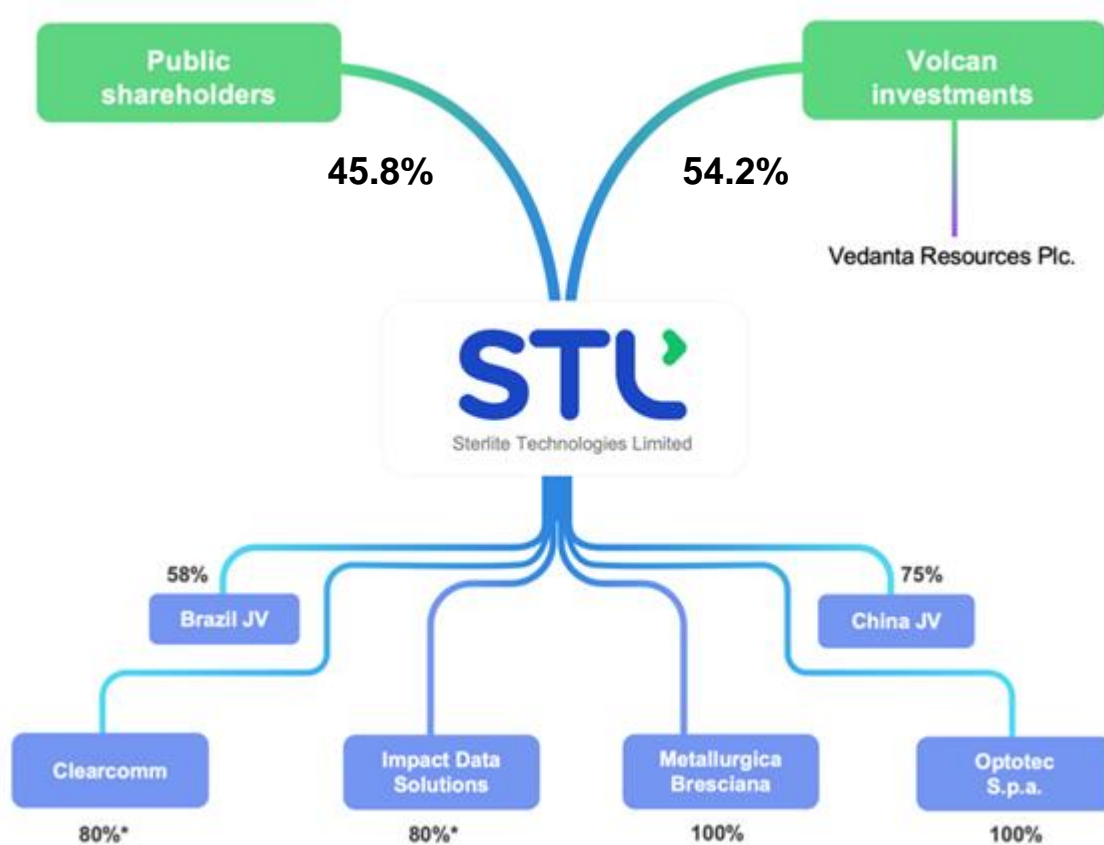 Public
shareholders
Volcan
investments
45.8%
54.2%
Vedanta Resources Plc.
STL
Sterlite Technologies Limited
58%
75%
Brazil JV
China JV
Clearcomm
Impact Data
Solutions
Metallurgica
Bresciana
Optotec
S.p.a.
80%*
80%*
100%
100%